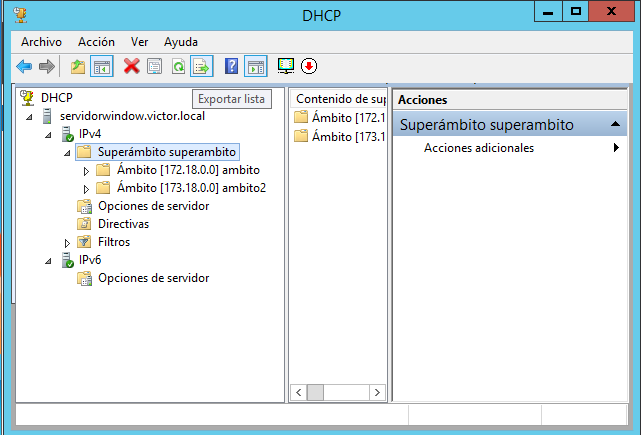 DHCP
Archivo Acción Ver Ayuda
DHCP
Exportar lista
servidorwindow.victor.local
IPv4
Superámbito superambito
Ámbito [172.18.0.0] ambito
Ámbito [173.18.0.0] ambito2
Opciones de servidor
Directivas
Filtros
IPv6
Opciones de servidor
Contenido de sup
Ámbito [172.1
Ámbito [173.1
Acciones
Superámbito superambito
Acciones adicionales